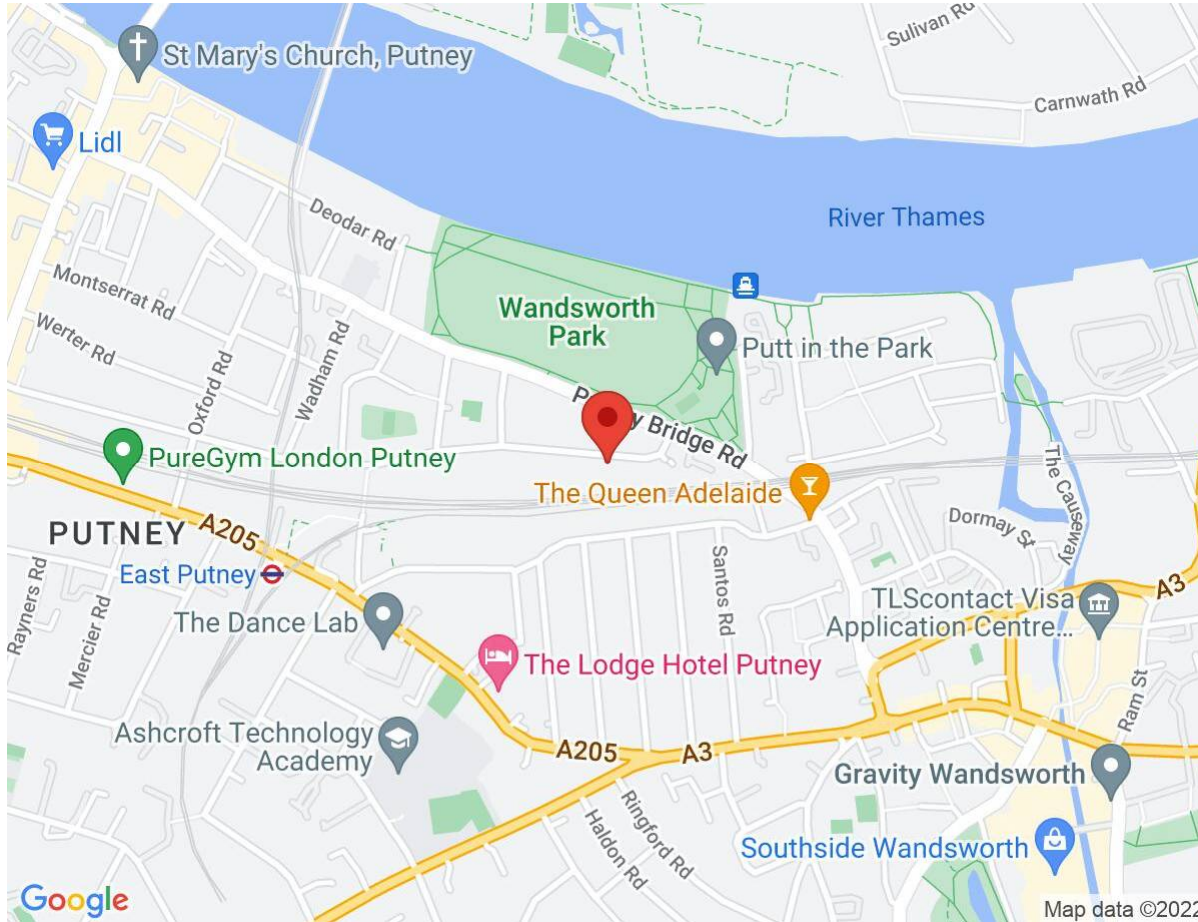 Sulivan Rd
St Mary's Church, Putney
Carnwath Rd
Lidl
Deodar Rd
River Thames
Montserrat Rd
Wandsworth
Park
Werter Rd
Wadham Rd
Putt in the Park
Oxford Rd
Bridge Rd
PureGym London Putney
The Queen Adelaide
The Causeway
Dormay St
PUTNEY
A205
East Putney
Santos Rd
A3
Rayners Rd
Mercier Rd
The Dance Lab
TLScontact Visa
Application Centre...
The Lodge Hotel Putney
Ram St
Ashcroft Technology
Academy
A205
A3
Gravity Wandsworth
Ringford Rd
Haldon Rd
Southside Wandsworth
Google
Map data ©2022